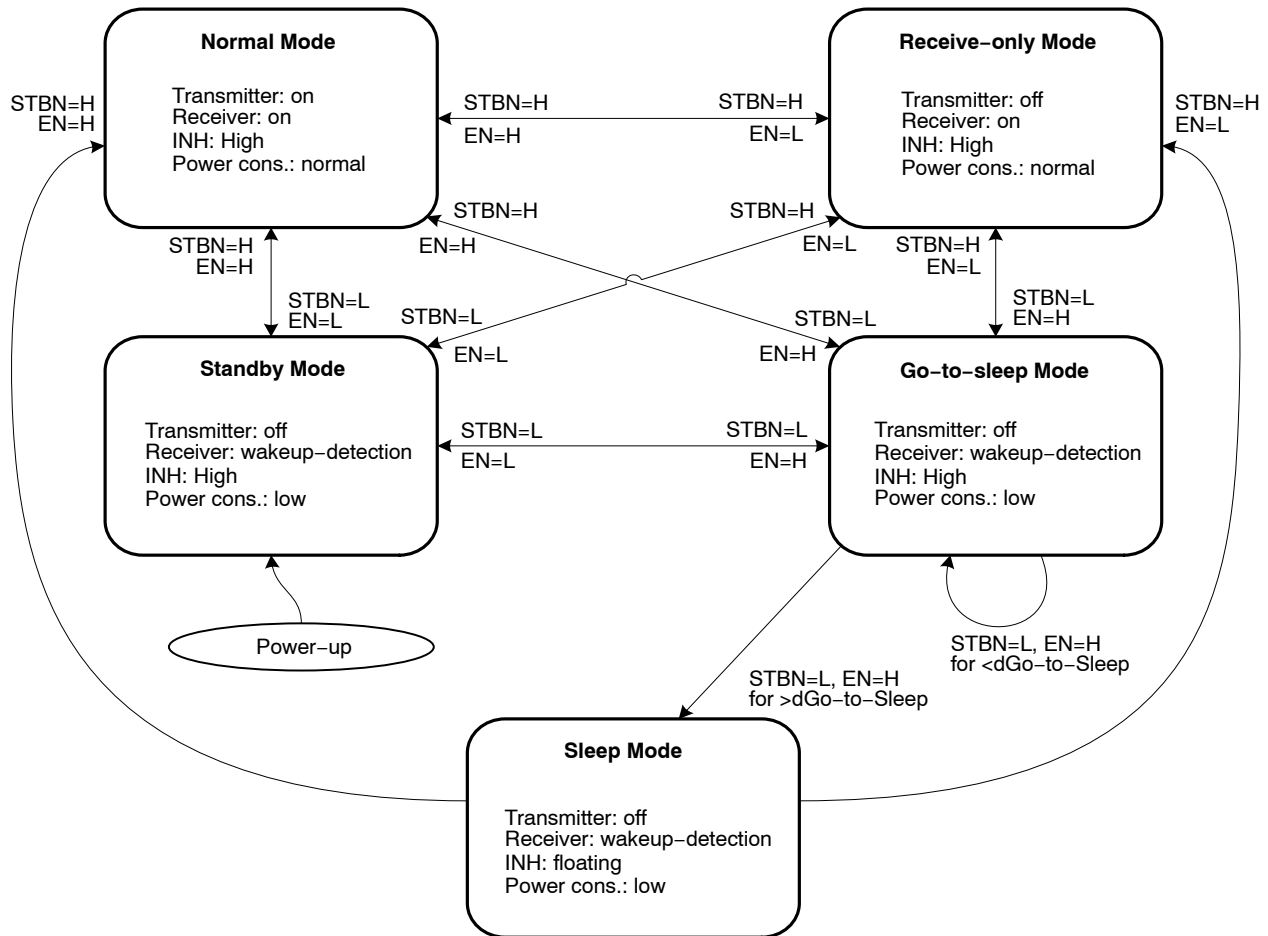 Normal Mode
Transmitter: on
Receiver: on
INH: High
Power cons.: normal
Receive−only Mode
Transmitter: off
Receiver: on
INH: High
Power cons.: normal
STBN=H
EN=H
STBN=H
EN=H
STBN=H
EN=L
STBN=H
EN=L
STBN=H
EN=H
STBN=H
EN=L
STBN=H
EN=H
STBN=L
EN=L
STBN=L
EN=L
STBN=L
EN=H
STBN=H
EN=L
STBN=L
EN=H
Standby Mode
Transmitter: off
Receiver: wakeup−detection
INH: High
Power cons.: low
STBN=L
EN=L
STBN=L
EN=H
Go−to−sleep Mode
Transmitter: off
Receiver: wakeup−detection
INH: High
Power cons.: low
Power−up
STBN=L, EN=H
for <dGo−to−Sleep
STBN=L, EN=H
for >dGo−to−Sleep
Sleep Mode
Transmitter: off
Receiver: wakeup−detection
INH: floating
Power cons.: low